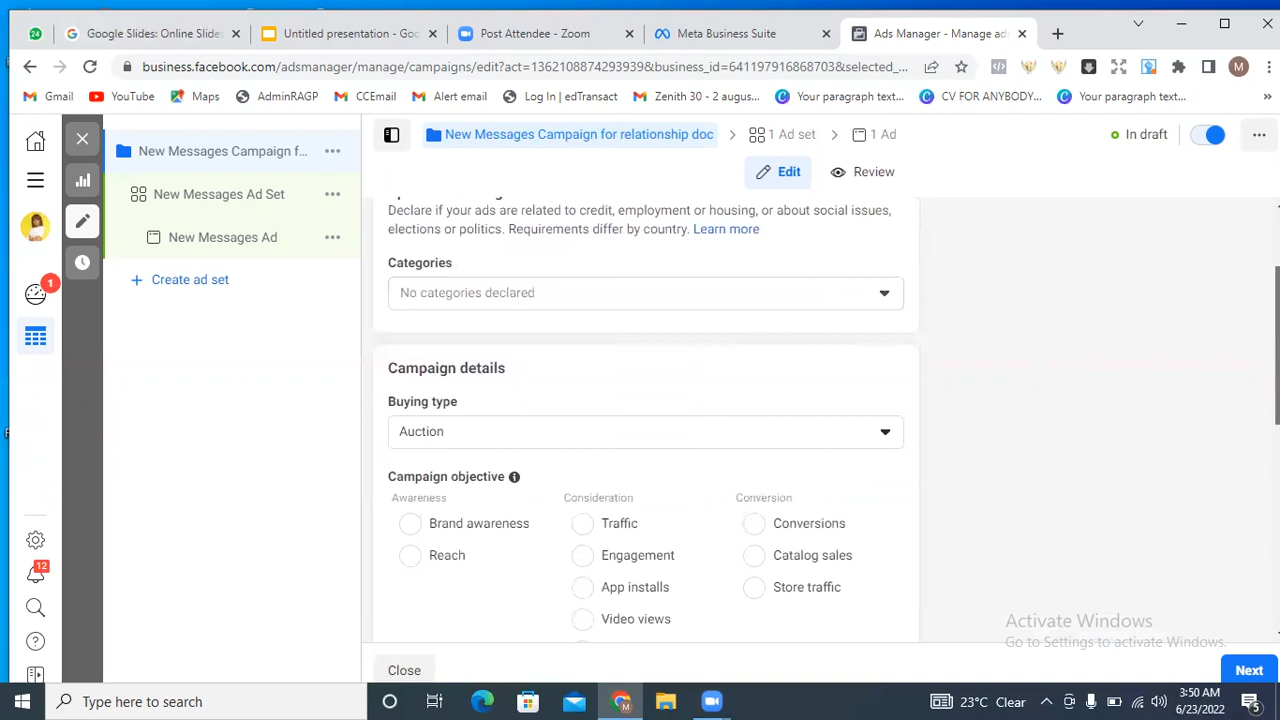 24
Google Slides: Online Slides
Untitled presentation - Goo
Post Attendee - Zoom
Meta Business Suite
Ads Manager - Manage ads
business.facebook.com/adsmanager/manage/campaigns/edit?act=1362108874293939&business_id=641197916868703&selected_...
M
Gmail
YouTube
Maps
AdminRAGP
CCEmail
Alert email
Log In | edTransact
Zenith 30 - 2 augus...
Your paragraph text...
CV FOR ANYBODY...
Your paragraph text...
»
New Messages Campaign f...
New Messages Ad Set
New Messages Ad
+ Create ad set
1
12
New Messages Campaign for relationship doc
1 Ad set
1 Ad
In draft
Edit
Review
Declare if your ads are related to credit, employment or housing, or about social issues,
elections or politics. Requirements differ by country. Learn more
Categories
No categories declared
Campaign details
Buying type
Auction
Campaign objective
Awareness
Consideration
Conversion
Brand awareness
Traffic
Conversions
Reach
Engagement
Catalog sales
App installs
Store traffic
Video views
Activate Windows
Go to Settings to activate Windows.
Close
Next
Type here to search
23°C Clear
3:50 AM
6/23/2022
5